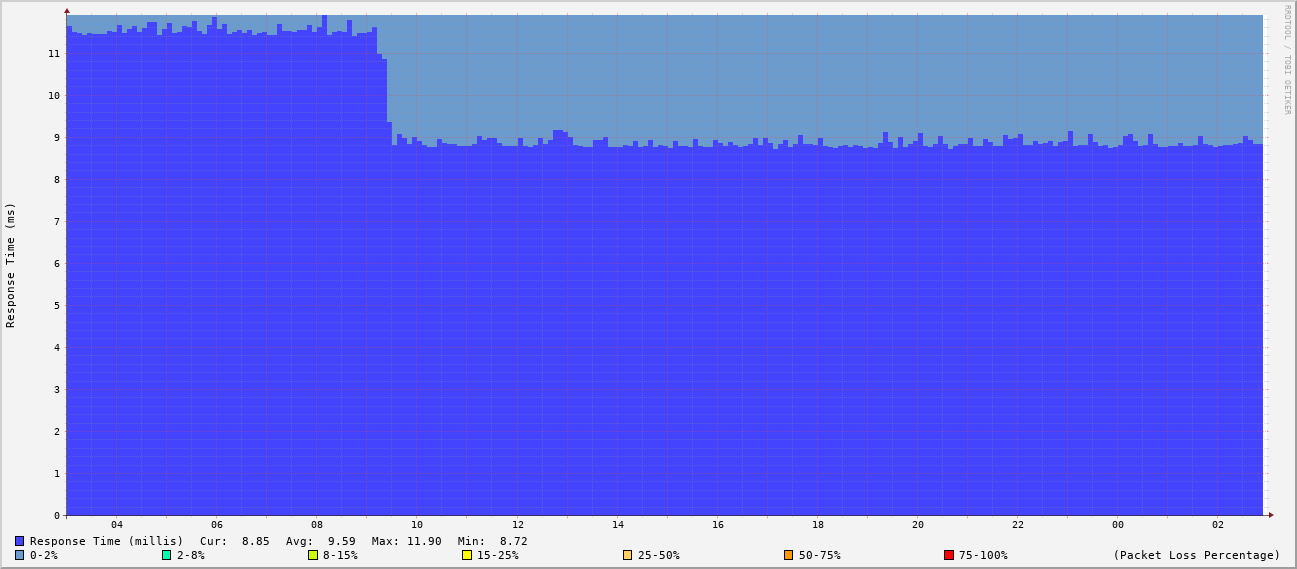 RRDTOOL / TOBI OETIKER
Response Time (ms)
11
10
9
8
7
6
5
4
3
2
1
0
04 06 08 10 12 14 16 18 20 22 00 02
Response Time (millis) Cur: 8.85 Avg: 9.59 Max: 11.90 Min: 8.72
0-2% 2-8% 8-15% 15-25% 25-50% 50-75% 75-100% (Packet Loss Percentage)